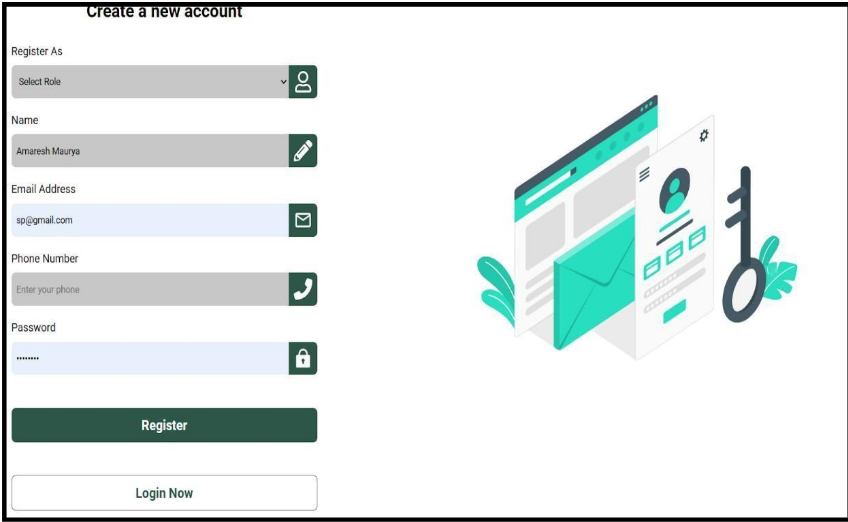 Create a new account
Register As
Select Role
Name
Amaresh Maurya
Email Address
sp@gmail.com
Phone Number
Enter your phone
Password
••••••••
Register
Login Now